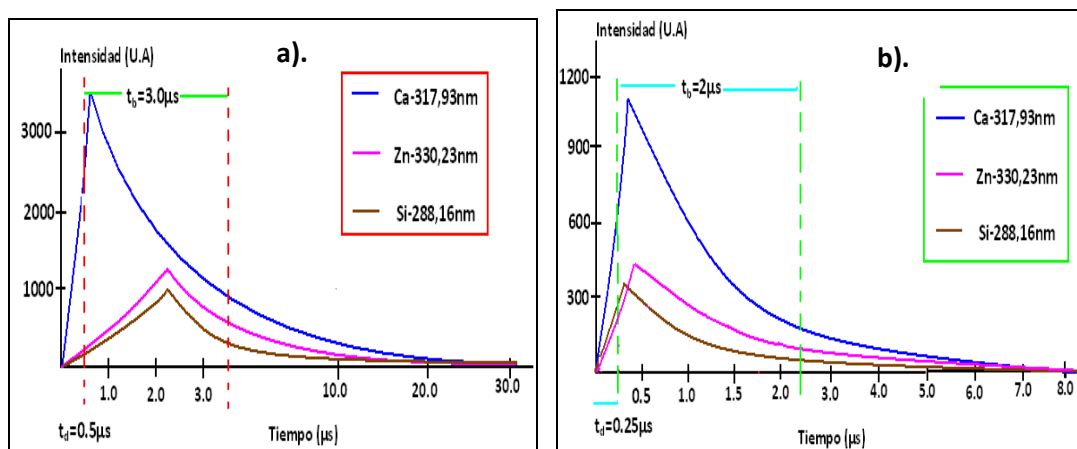 a).
Intensidad (U.A)
t_b=3.0µs
Ca-317,93nm
Zn-330,23nm
Si-288,16nm
3000
2000
1000
1.0 2.0 3.0 10.0 20.0 30.0
t_d=0.5µs
Tiempo (µs)
b).
Intensidad (U.A)
t_b=2µs
Ca-317,93nm
Zn-330,23nm
Si-288,16nm
1200
900
600
300
0.5 1.0 1.5 2.0 3.0 4.0 5.0 6.0 7.0 8.0
t_d=0.25µs
Tiempo (µs)